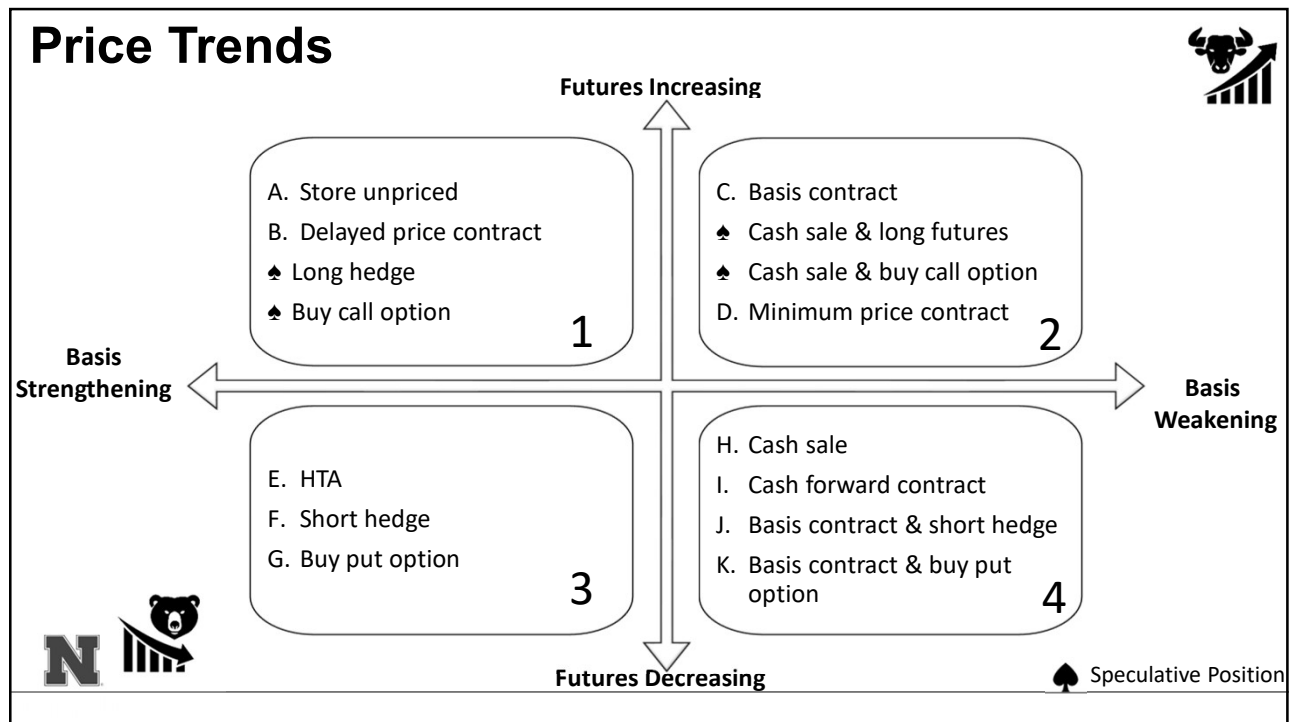 Price Trends
Futures Increasing
A. Store unpriced
B. Delayed price contract
♠ Long hedge
♠ Buy call option
1
C. Basis contract
♠ Cash sale & long futures
♠ Cash sale & buy call option
D. Minimum price contract
2
Basis
Strengthening
Basis
Weakening
E. HTA
F. Short hedge
G. Buy put option
3
H. Cash sale
I. Cash forward contract
J. Basis contract & short hedge
K. Basis contract & buy put
option
4
N
Futures Decreasing
♠ Speculative Position